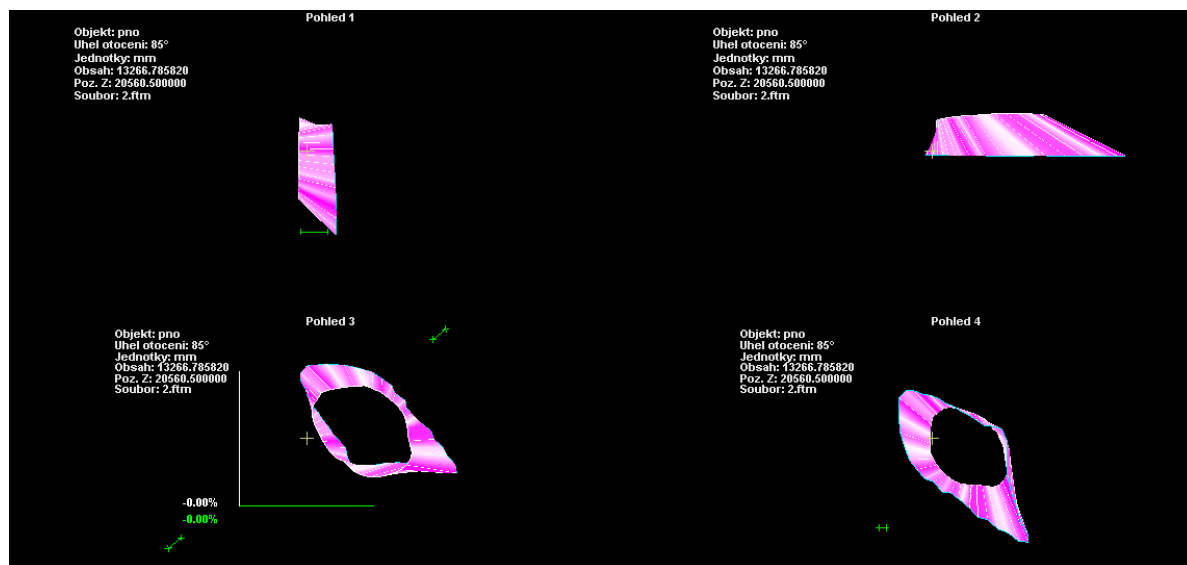 Pohled 1
Objekt: pno
Uhel otoceni: 85°
Jednotky: mm
Obsah: 13266.785820
Poz. Z: 20560.500000
Soubor: 2.ftm
Pohled 2
Objekt: pno
Uhel otoceni: 85°
Jednotky: mm
Obsah: 13266.785820
Poz. Z: 20560.500000
Soubor: 2.ftm
Pohled 3
Objekt: pno
Uhel otoceni: 85°
Jednotky: mm
Obsah: 13266.785820
Poz. Z: 20560.500000
Soubor: 2.ftm
-0.00%
-0.00%
Pohled 4
Objekt: pno
Uhel otoceni: 85°
Jednotky: mm
Obsah: 13266.785820
Poz. Z: 20560.500000
Soubor: 2.ftm